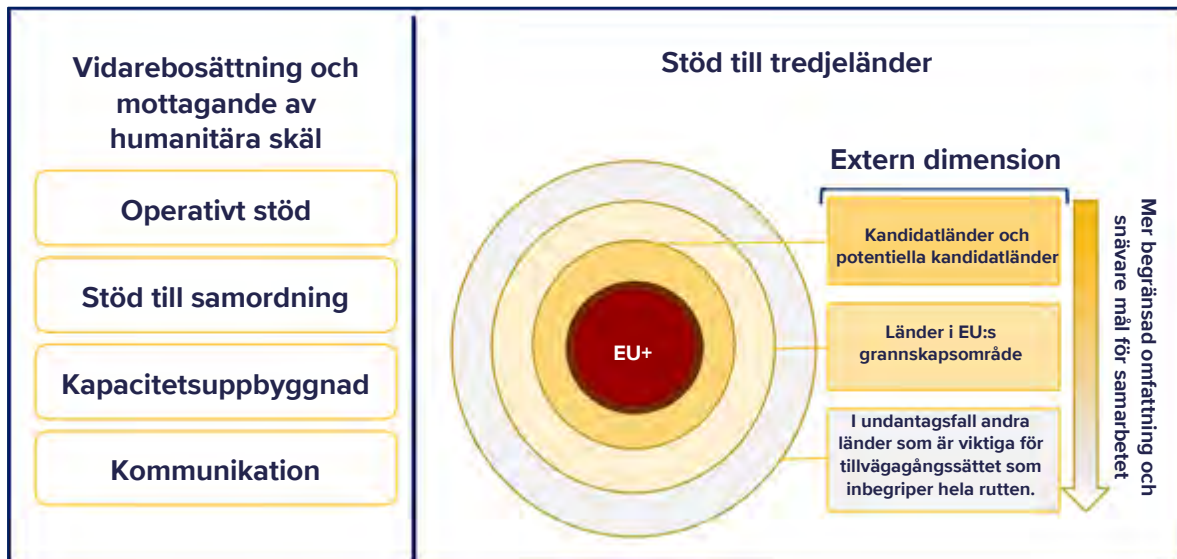 Vidarebosättning och
mottagande av
humanitära skäl
Operativt stöd
Stöd till samordning
Kapacitetsuppbyggnad
Kommunikation
Stöd till tredjeländer
EU+
Extern dimension
Kandidatländer och
potentiella kandidatländer
Länder i EU:s
grannskapsområde
I undantagsfall andra
länder som är viktiga för
tillvägagångssättet som
inbegriper hela rutten.
Mer begränsad omfattning och
snävare mål för samarbetet